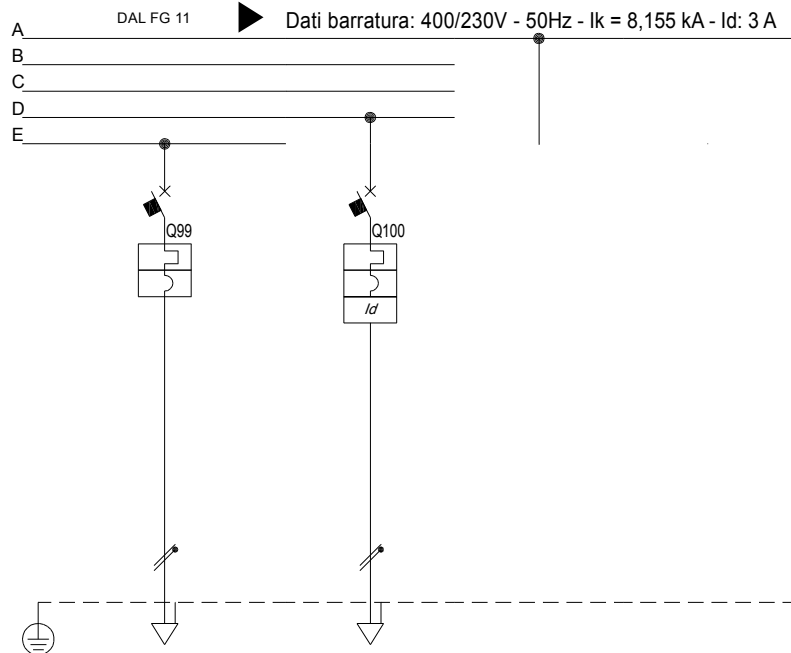 DAL FG 11 Dati barratura: 400/230V - 50Hz - Ik = 8,155 kA - Id: 3 A
A
B
C
D
E
Q99 Q100
Id